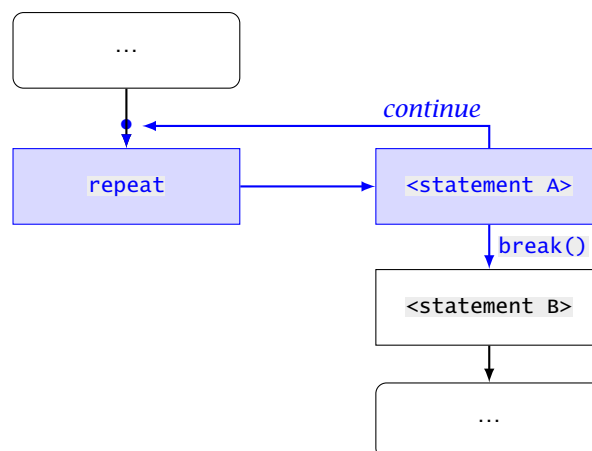 ...
continue
repeat
<statement A>
break()
<statement B>
...